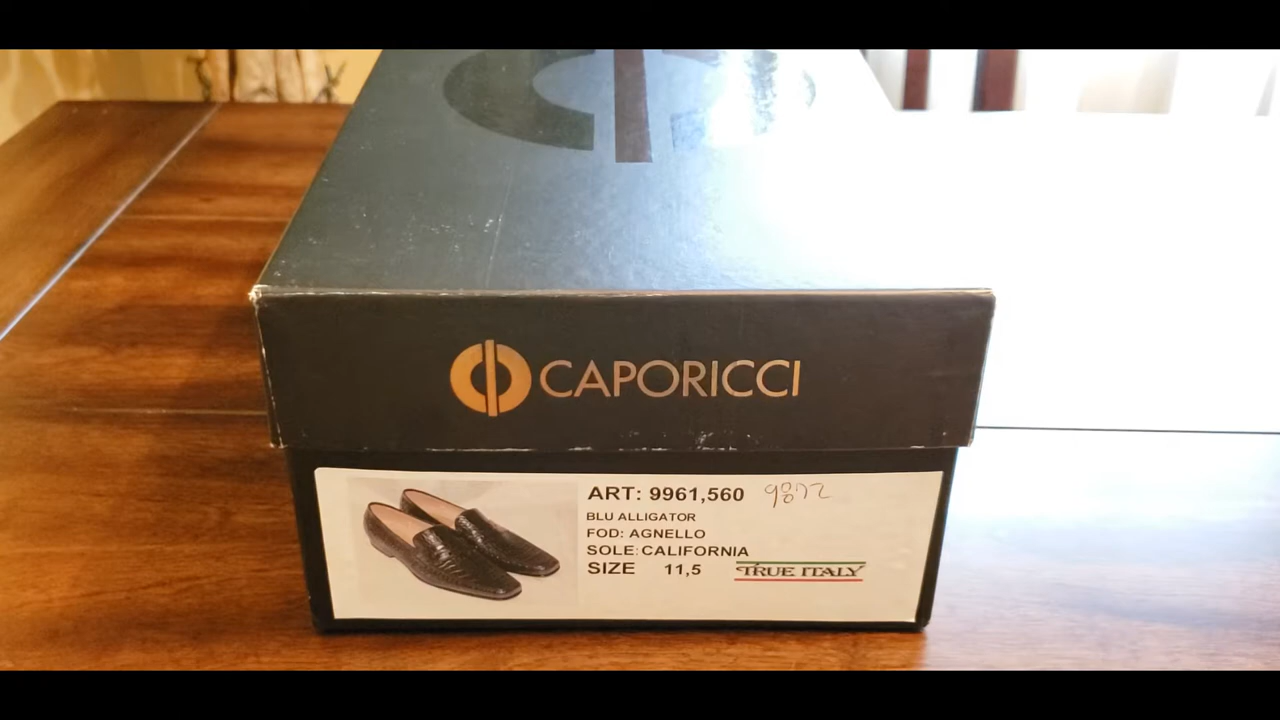 CAPORICCI
ART: 9961,560 9872
BLU ALLIGATOR
FOD: AGNELLO
SOLE: CALIFORNIA
SIZE 11,5
TRUE ITALY